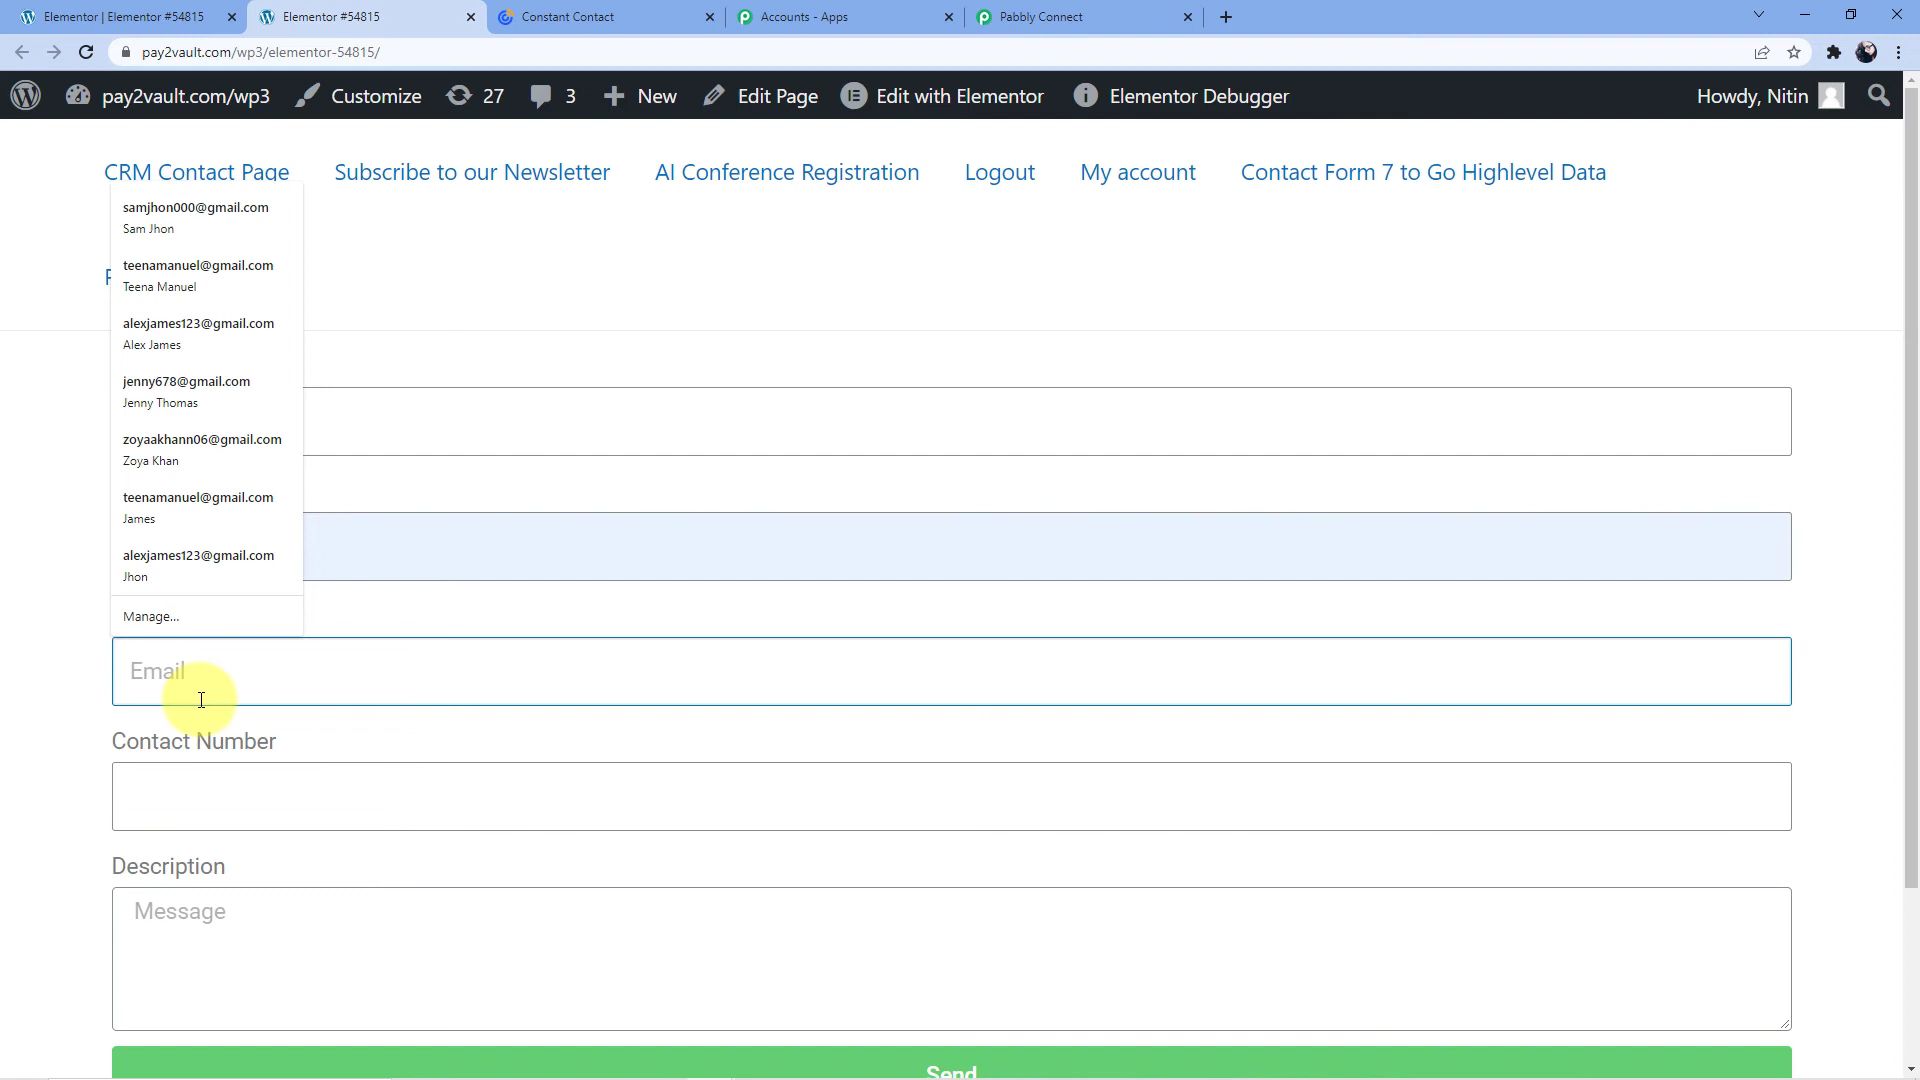 Elementor | Elementor #54815
Elementor #54815
Constant Contact
Accounts - Apps
Pabbly Connect
pay2vault.com/wp3/elementor-54815/
pay2vault.com/wp3
Customize
27
3
New
Edit Page
Edit with Elementor
Elementor Debugger
Howdy, Nitin
CRM Contact Page
Subscribe to our Newsletter
AI Conference Registration
Logout
My account
Contact Form 7 to Go Highlevel Data
samjhon000@gmail.com
Sam Jhon
teenamanuel@gmail.com
Teena Manuel
alexjames123@gmail.com
Alex James
jenny678@gmail.com
Jenny Thomas
zoyaakhann06@gmail.com
Zoya Khan
teenamanuel@gmail.com
James
alexjames123@gmail.com
Jhon
Manage...
Email
Contact Number
Description
Message
Send